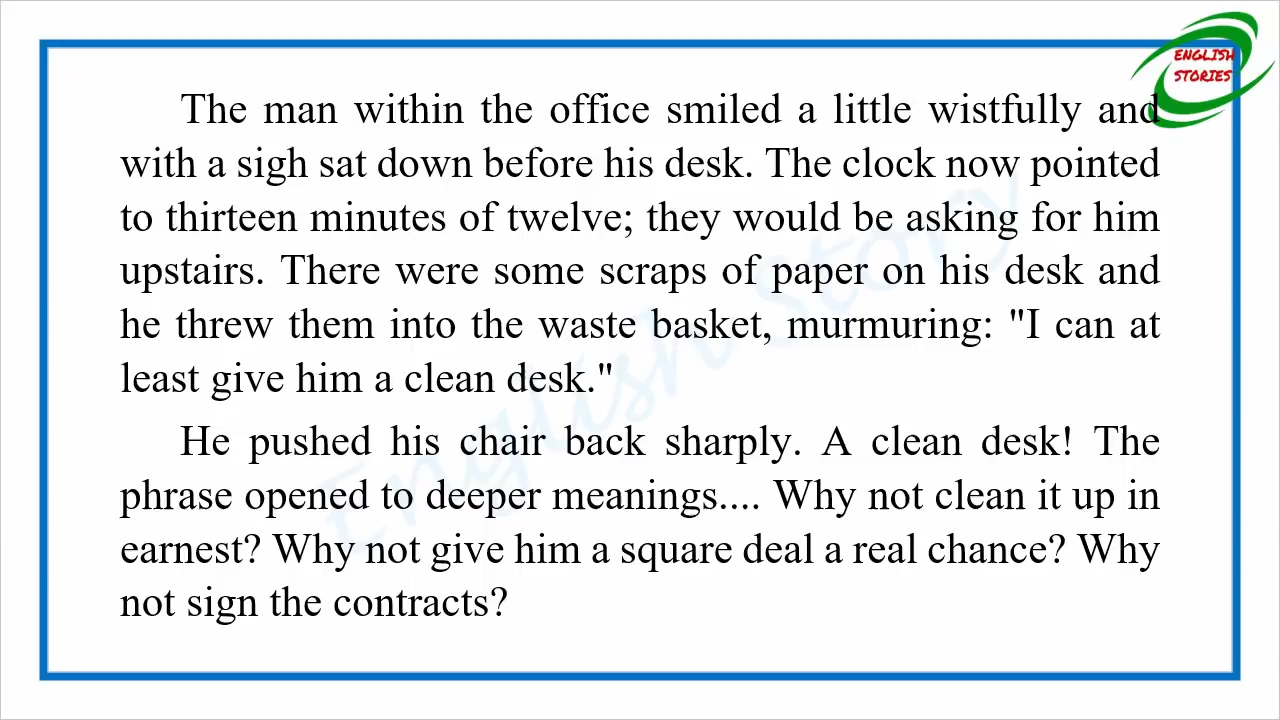 ENGLISH
STORIES
The man within the office smiled a little wistfully and
with a sigh sat down before his desk. The clock now pointed
to thirteen minutes of twelve; they would be asking for him
upstairs. There were some scraps of paper on his desk and
he threw them into the waste basket, murmuring: "I can at
least give him a clean desk."
He pushed his chair back sharply. A clean desk! The
phrase opened to deeper meanings.... Why not clean it up in
earnest? Why not give him a square deal a real chance? Why
not sign the contracts?
English Story